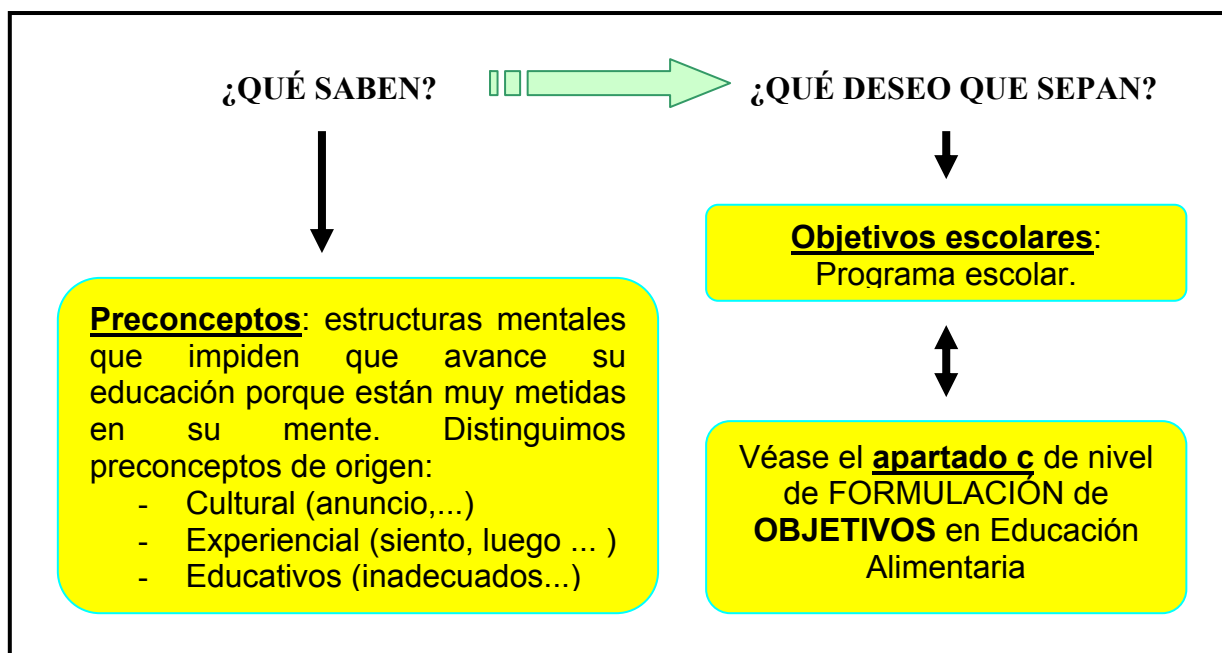 ¿QUÉ SABEN?
¿QUÉ DESEO QUE SEPAN?
Preconceptos: estructuras mentales
que impiden que avance su
educación porque están muy metidas
en su mente. Distinguimos
preconceptos de origen:
- Cultural (anuncio,...)
- Experiencial (siento, luego ... )
- Educativos (inadecuados...)
Objetivos escolares:
Programa escolar.
Véase el apartado c de nivel
de FORMULACIÓN de
OBJETIVOS en Educación
Alimentaria